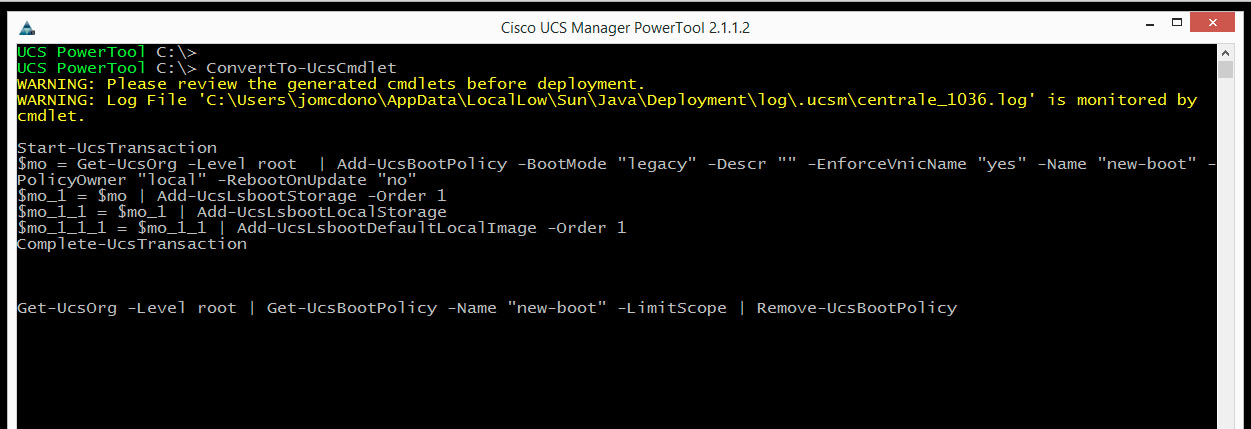 Cisco UCS Manager PowerTool 2.1.1.2
UCS PowerTool C:\>
UCS PowerTool C:\> ConvertTo-UcsCmdlet
WARNING: Please review the generated cmdlets before deployment.
WARNING: Log File 'C:\Users\jomcdono\AppData\LocalLow\Sun\Java\Deployment\log\.ucsm\centrale_1036.log' is monitored by
cmdlet.
Start-UcsTransaction
$mo = Get-UcsOrg -Level root  | Add-UcsBootPolicy -BootMode "legacy" -Descr "" -EnforceVnicName "yes" -Name "new-boot" -
PolicyOwner "local" -RebootOnUpdate "no"
$mo_1 = $mo | Add-UcsLsbootStorage -Order 1
$mo_1_1 = $mo_1 | Add-UcsLsbootLocalStorage
$mo_1_1_1 = $mo_1_1 | Add-UcsLsbootDefaultLocalImage -Order 1
Complete-UcsTransaction
Get-UcsOrg -Level root | Get-UcsBootPolicy -Name "new-boot" -LimitScope | Remove-UcsBootPolicy